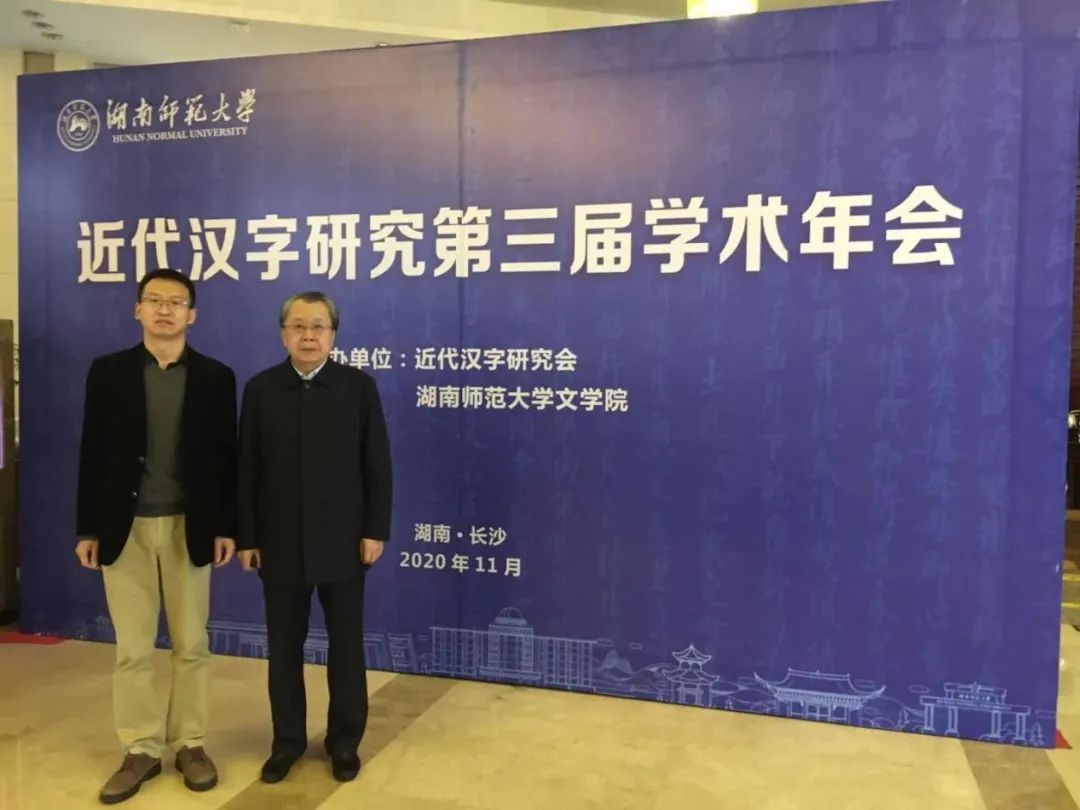 湖南师范大学
HUNAN NORMAL UNIVERSITY
近代汉字研究第三届学术年会
办单位：近代汉字研究会
湖南师范大学文学院
湖南·长沙
2020年11月